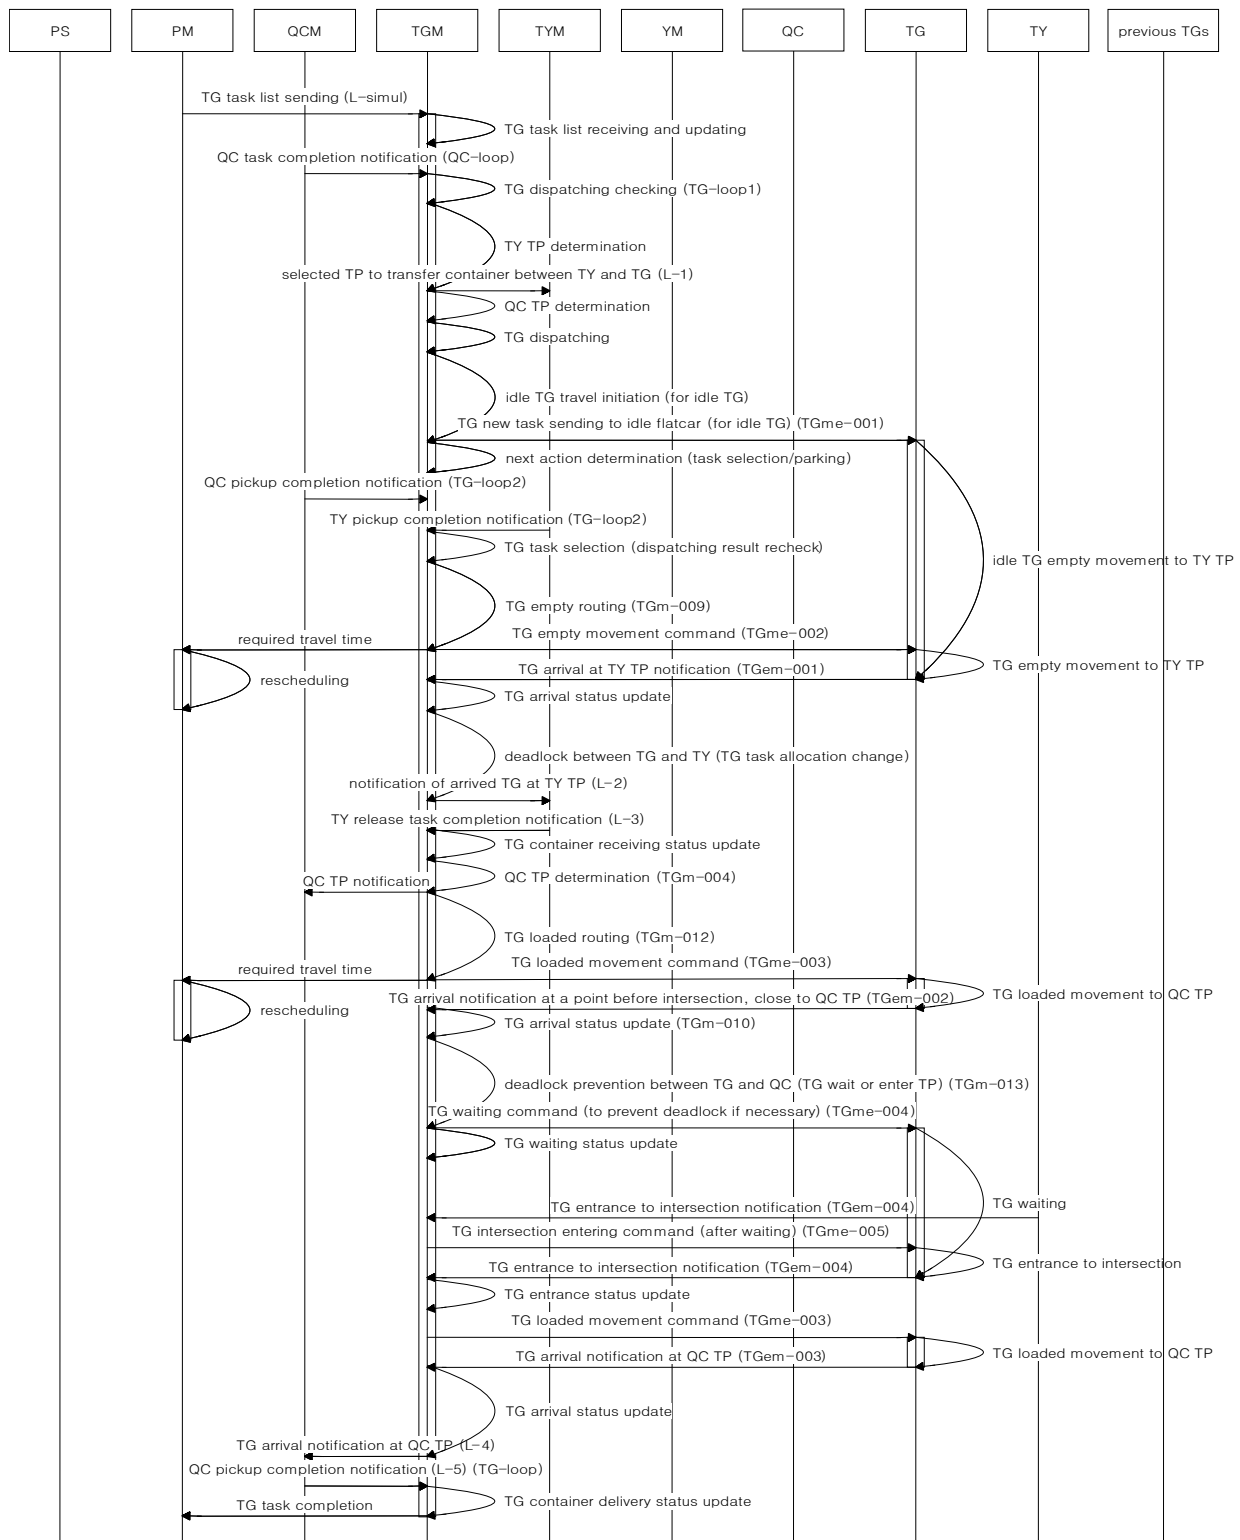 PS
PM
QCM
TGM
TYM
YM
QC
TG
TY
previous TGs
TG task list sending (L-simul)
TG task list receiving and updating
QC task completion notification (QC-loop)
TG dispatching checking (TG-loop1)
TY TP determination
selected TP to transfer container between TY and TG (L-1)
QC TP determination
TG dispatching
idle TG travel initiation (for idle TG)
TG new task sending to idle flatcar (for idle TG) (TGme-001)
next action determination (task selection/parking)
QC pickup completion notification (TG-loop2)
TY pickup completion notification (TG-loop2)
TG task selection (dispatching result recheck)
idle TG empty movement to TY TP
TG empty routing (TGm-009)
required travel time
TG empty movement command (TGme-002)
TG arrival at TY TP notification (TGem-001)
TG empty movement to TY TP
rescheduling
TG arrival status update
deadlock between TG and TY (TG task allocation change)
notification of arrived TG at TY TP (L-2)
TY release task completion notification (L-3)
TG container receiving status update
QC TP notification
QC TP determination (TGm-004)
TG loaded routing (TGm-012)
required travel time
TG loaded movement command (TGme-003)
TG arrival notification at a point before intersection, close to QC TP (TGem-002)
TG loaded movement to QC TP
rescheduling
TG arrival status update (TGm-010)
deadlock prevention between TG and QC (TG wait or enter TP) (TGm-013)
TG waiting command (to prevent deadlock if necessary) (TGme-004)
TG waiting status update
TG entrance to intersection notification (TGem-004)
TG waiting
TG intersection entering command (after waiting) (TGme-005)
TG entrance to intersection notification (TGem-004)
TG entrance to intersection
TG entrance status update
TG loaded movement command (TGme-003)
TG arrival notification at QC TP (TGem-003)
TG loaded movement to QC TP
TG arrival status update
TG arrival notification at QC TP (L-4)
QC pickup completion notification (L-5) (TG-loop)
TG task completion
TG container delivery status update